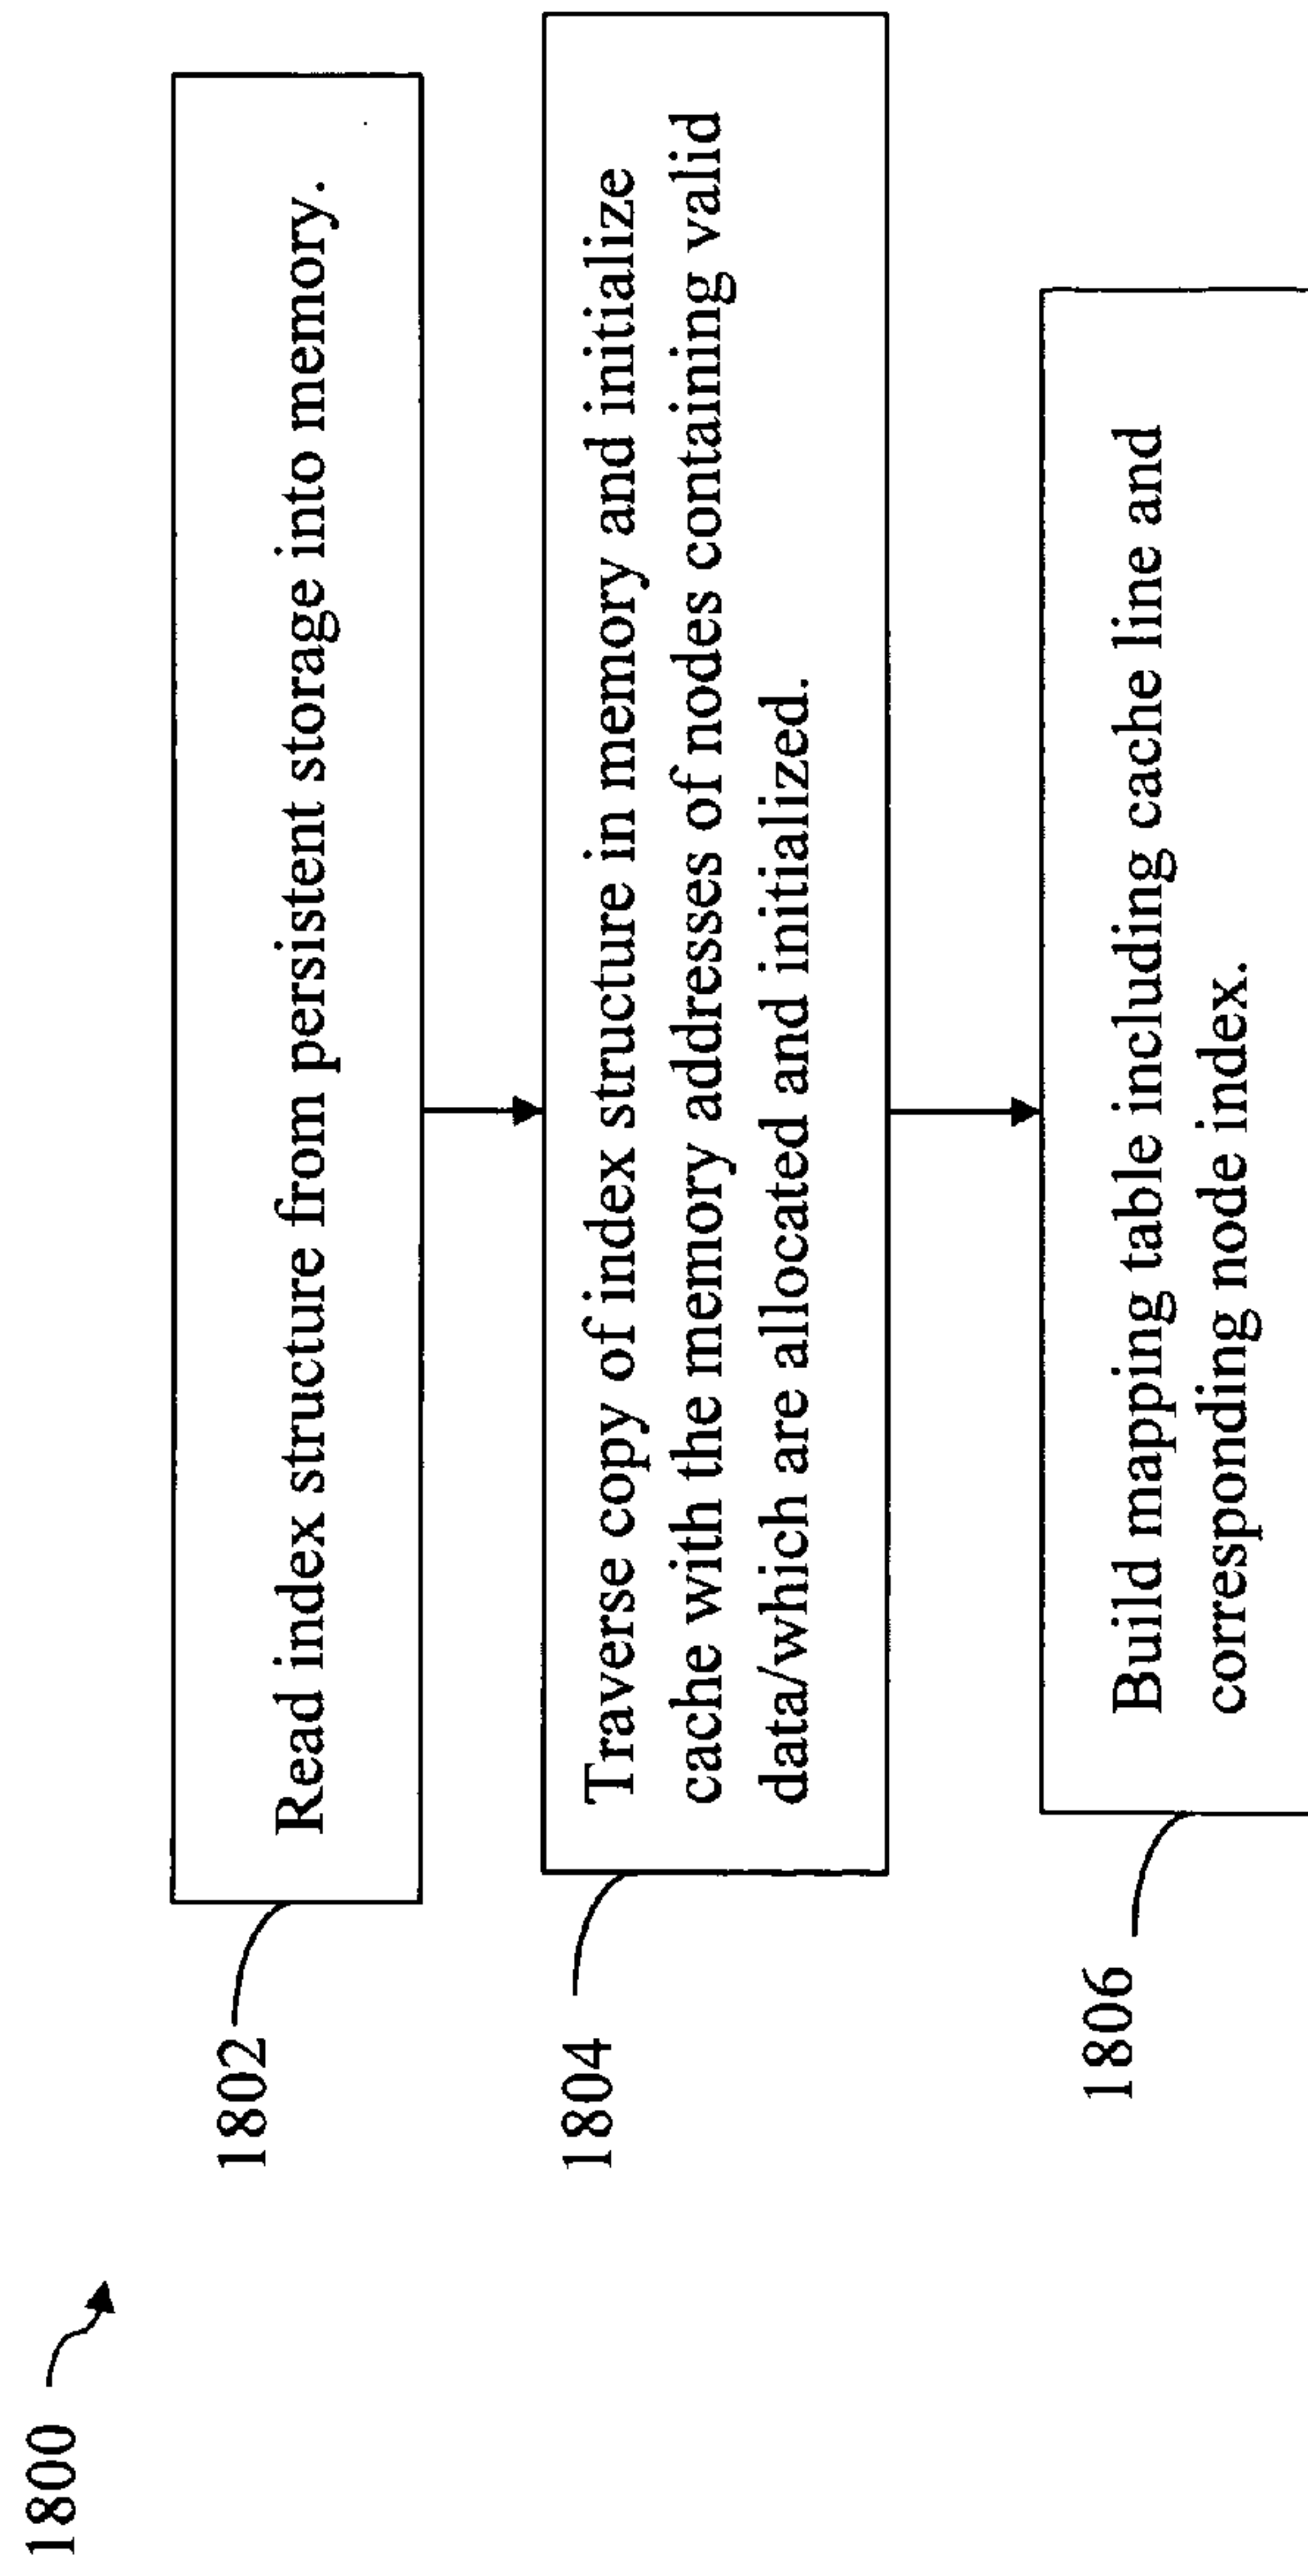 1800
1802
Read index structure from persistent storage into memory.
1804
Traverse copy of index structure in memory and initialize
cache with the memory addresses of nodes containing valid
data/which are allocated and initialized.
1806
Build mapping table including cache line and
corresponding node index.